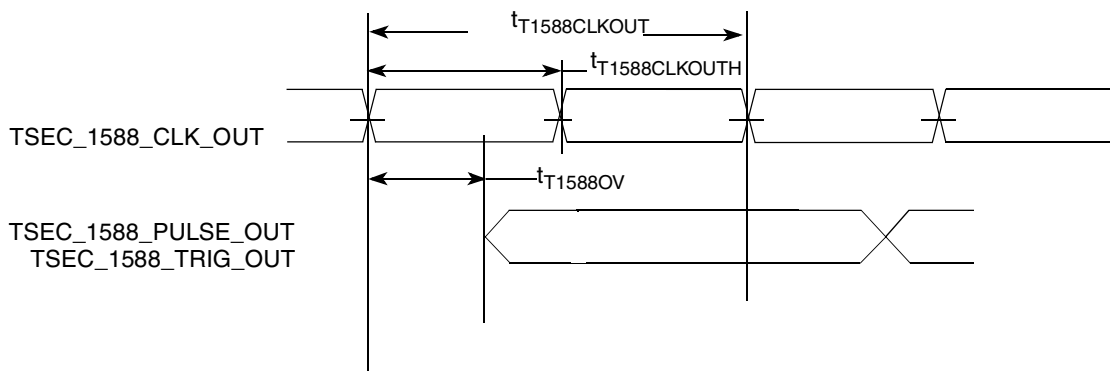 tT1588CLKOUT
tT1588CLKOUTH
TSEC_1588_CLK_OUT
tT1588OV
TSEC_1588_PULSE_OUT
TSEC_1588_TRIG_OUT